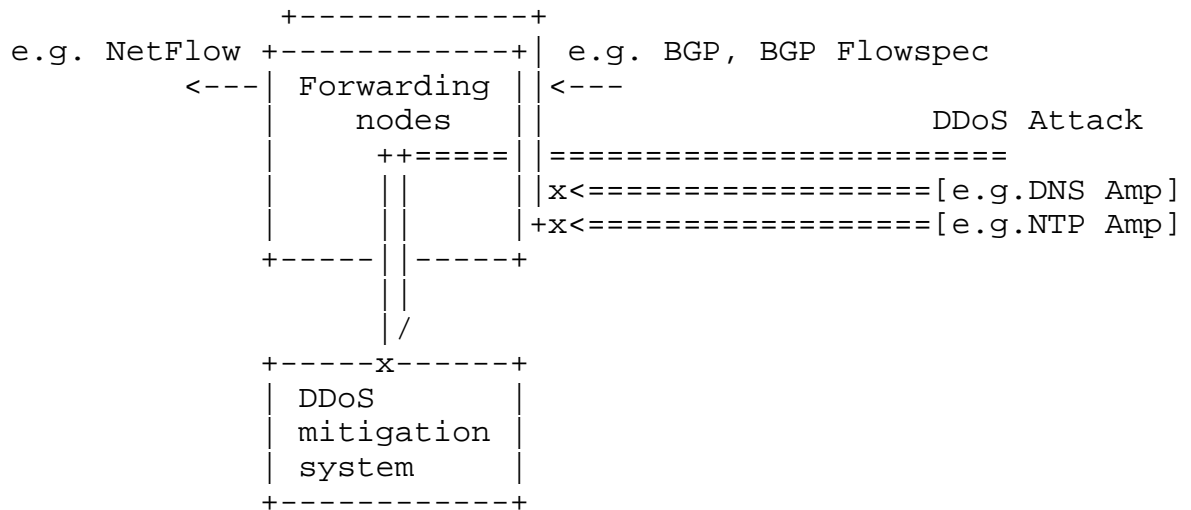 e.g. NetFlow e.g. BGP, BGP Flowspec
<--- Forwarding <---
nodes DDoS Attack
++===== ========================
x<==================[e.g.DNS Amp]
+x<==================[e.g.NTP Amp]
x
DDoS
mitigation
system